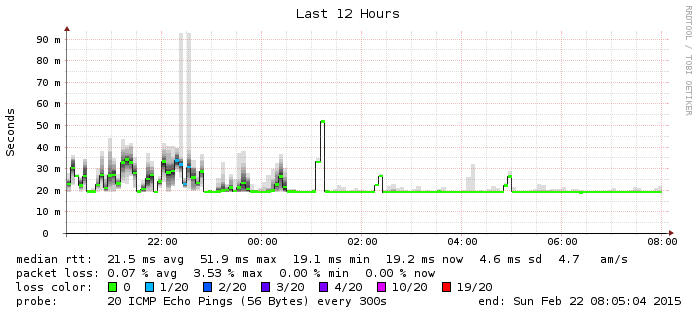 Last 12 Hours
RRDTOOL / TOBI OETIKER
Seconds
90 m
80 m
70 m
60 m
50 m
40 m
30 m
20 m
10 m
0
22:00 00:00 02:00 04:00 06:00 08:00
median rtt: 21.5 ms avg 51.9 ms max 19.1 ms min 19.2 ms now 4.6 ms sd 4.7 am/s
packet loss: 0.07 % avg 3.53 % max 0.00 % min 0.00 % now
loss color: 0 1/20 2/20 3/20 4/20 10/20 19/20
probe: 20 ICMP Echo Pings (56 Bytes) every 300s end: Sun Feb 22 08:05:04 2015